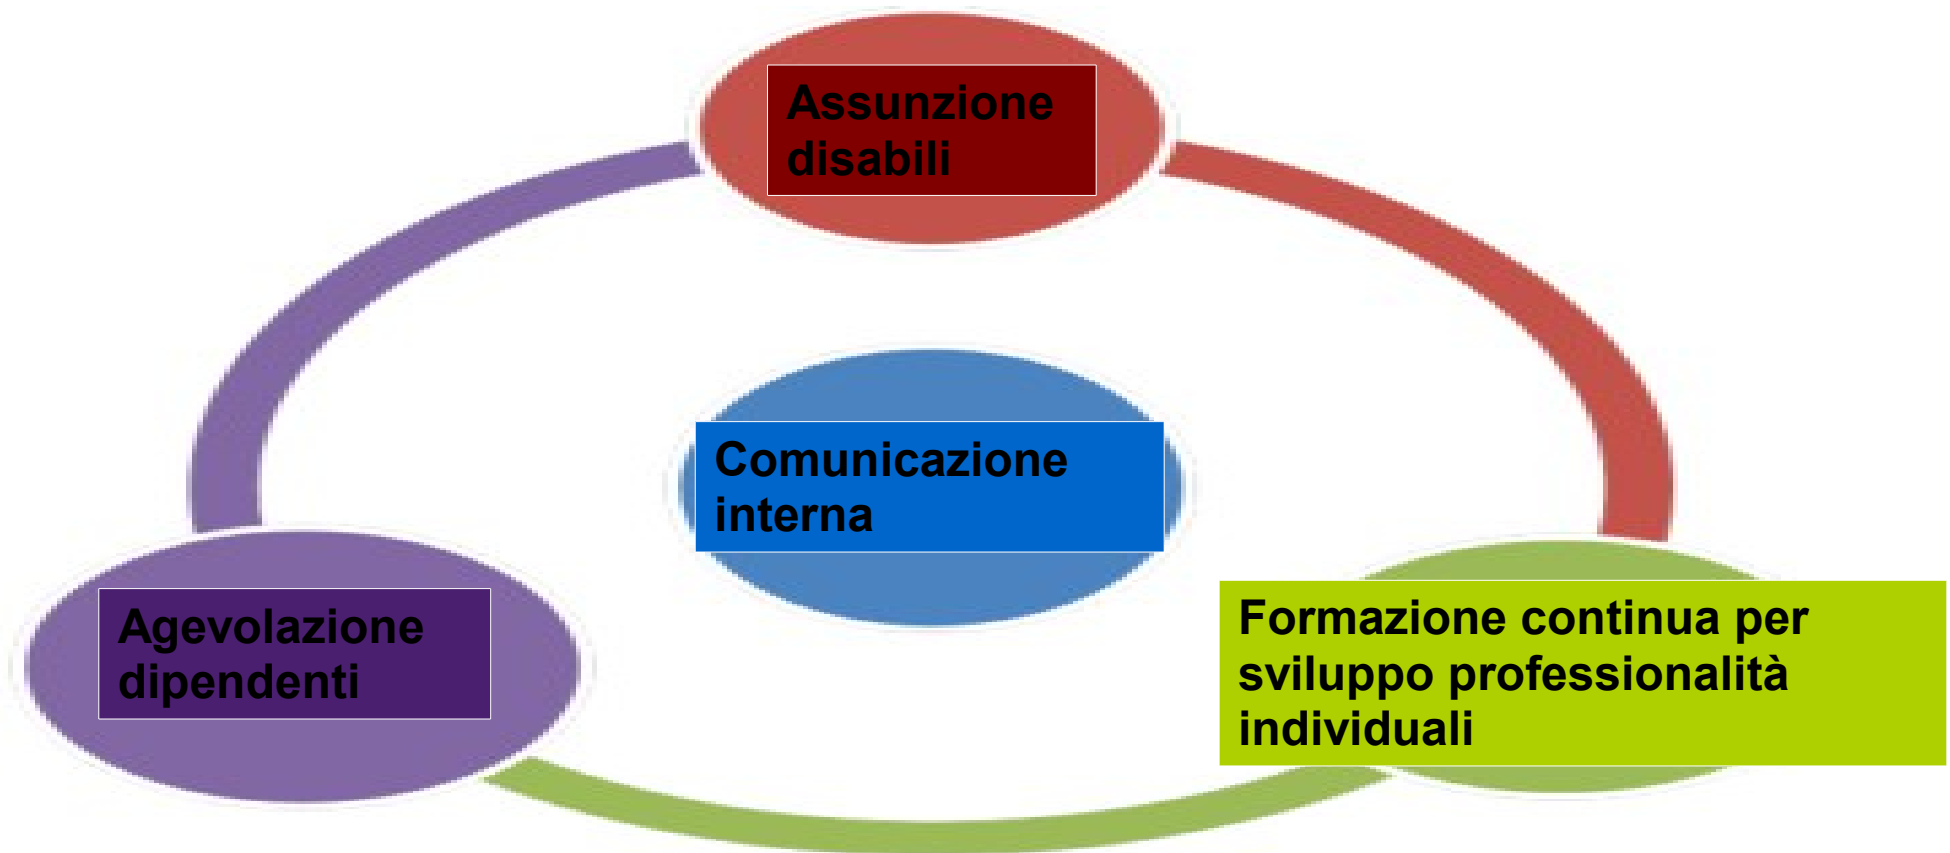 Assunzione
disabili
Comunicazione
interna
Agevolazione
dipendenti
Formazione continua per
sviluppo professionalità
individuali